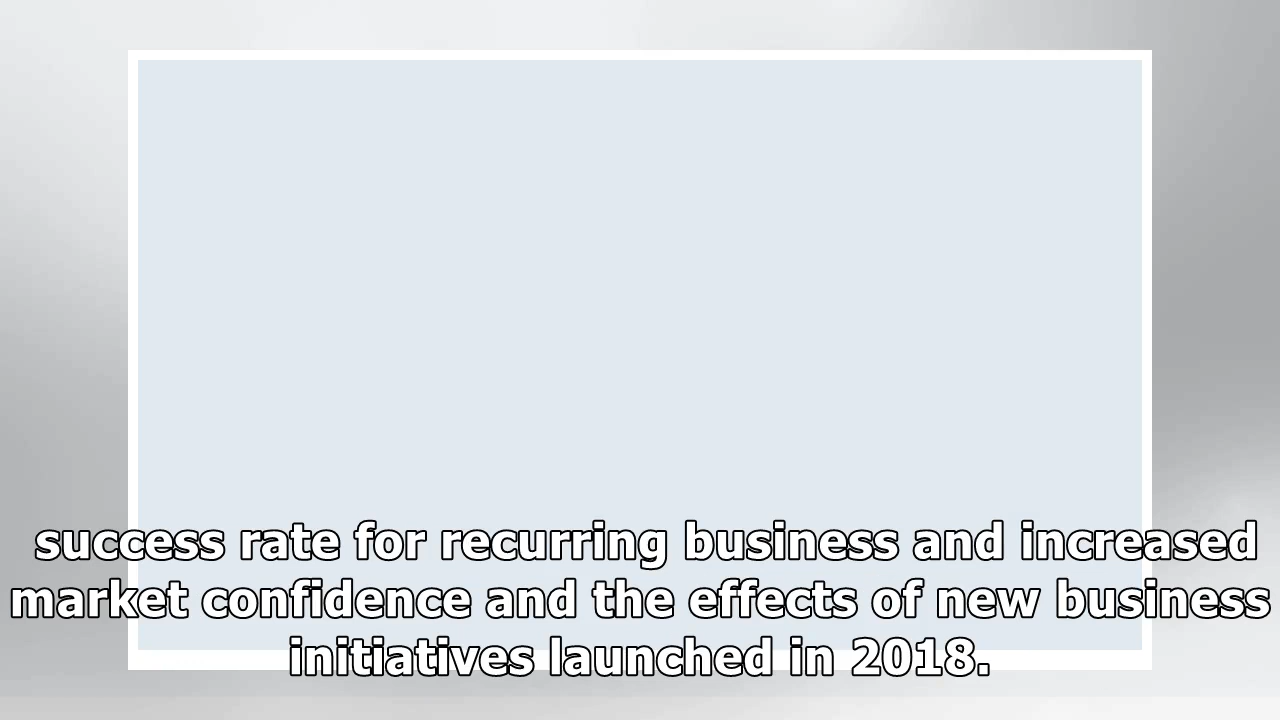 success rate for recurring business and increased
market confidence and the effects of new business
initiatives launched in 2018.